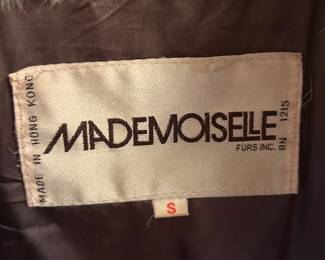 MADE IN HONG KONG
MADEMOISELLE
FURS INC.
RN 1215
S